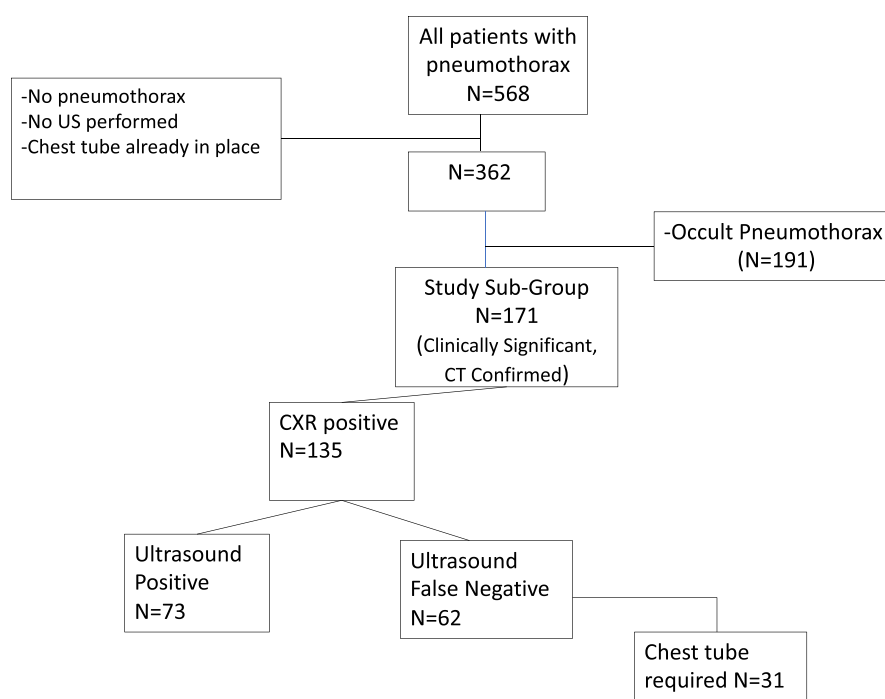 All patients with
pneumothorax
N=568
-No pneumothorax
-No US performed
-Chest tube already in place
N=362
-Occult Pneumothorax
(N=191)
Study Sub-Group
N=171
(Clinically Significant,
CT Confirmed)
CXR positive
N=135
Ultrasound
Positive
N=73
Ultrasound
False Negative
N=62
Chest tube
required N=31